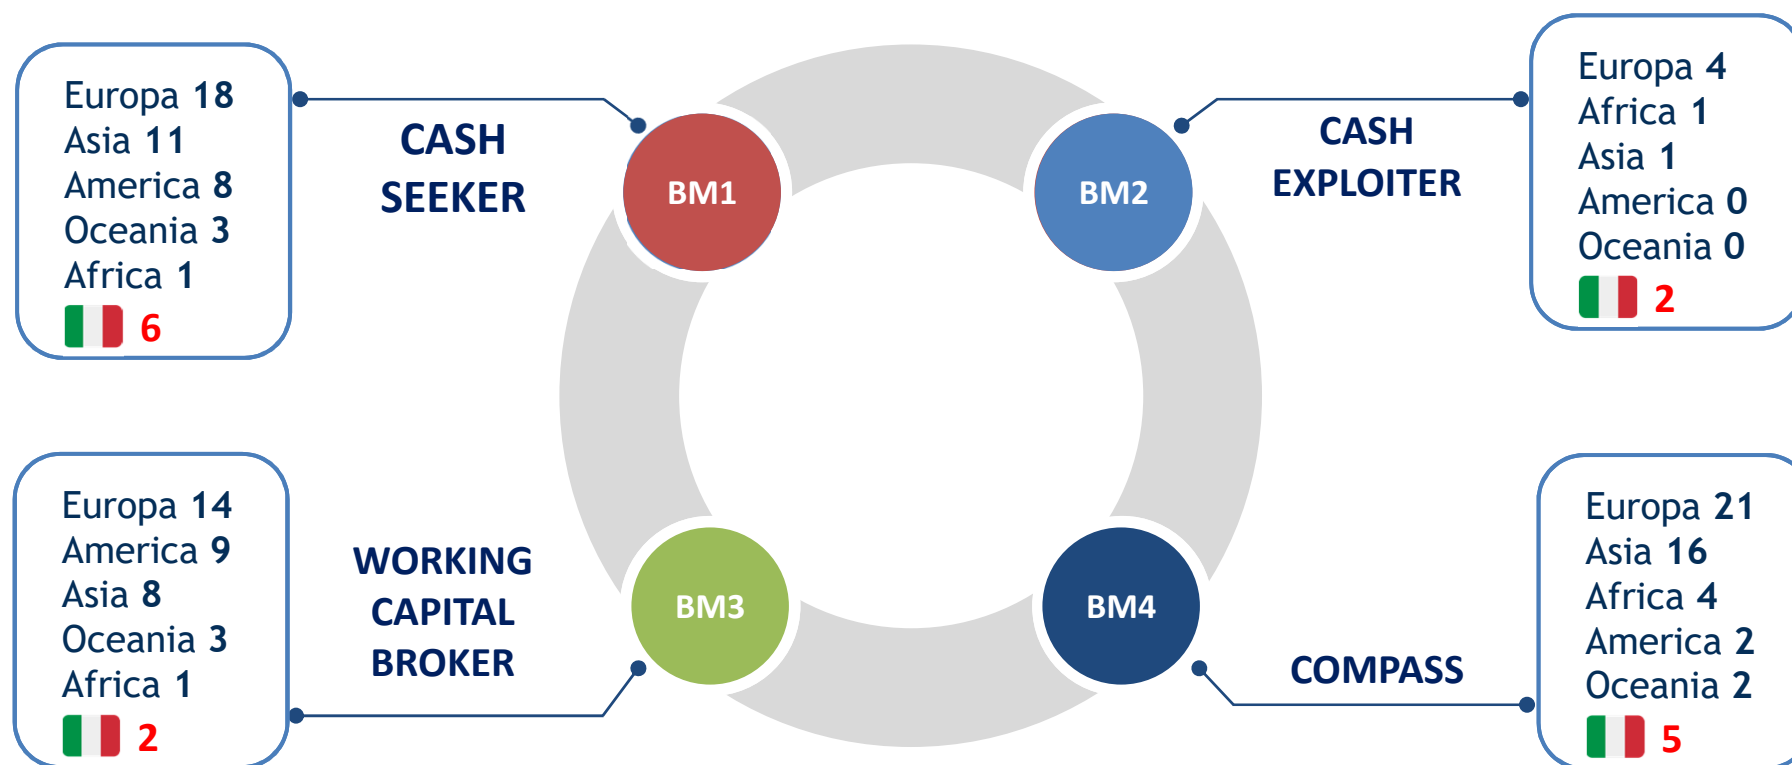 Europa 18
Asia 11
America 8
Oceania 3
Africa 1
6
CASH
SEEKER
BM1
BM2
CASH
EXPLOITER
Europa 4
Africa 1
Asia 1
America 0
Oceania 0
2
Europa 14
America 9
Asia 8
Oceania 3
Africa 1
2
WORKING
CAPITAL
BROKER
BM3
BM4
COMPASS
Europa 21
Asia 16
Africa 4
America 2
Oceania 2
5